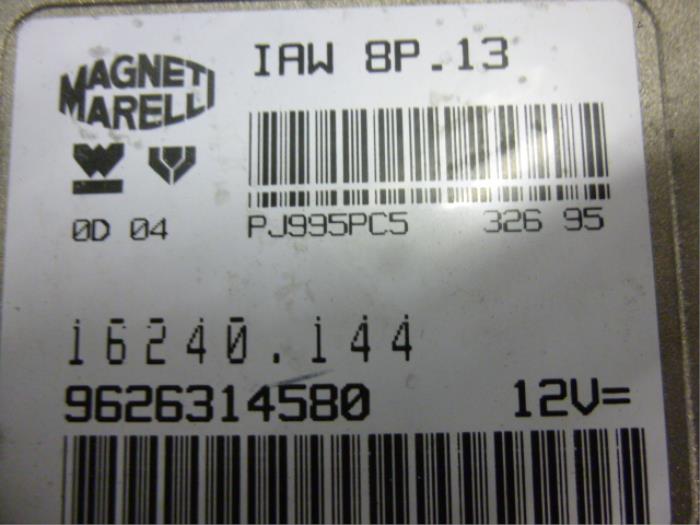 MAGNETI
MARELLI
IAW 8P.13
0D 04
PJ995PC5 326 95
16240.144
9626314580 12V=